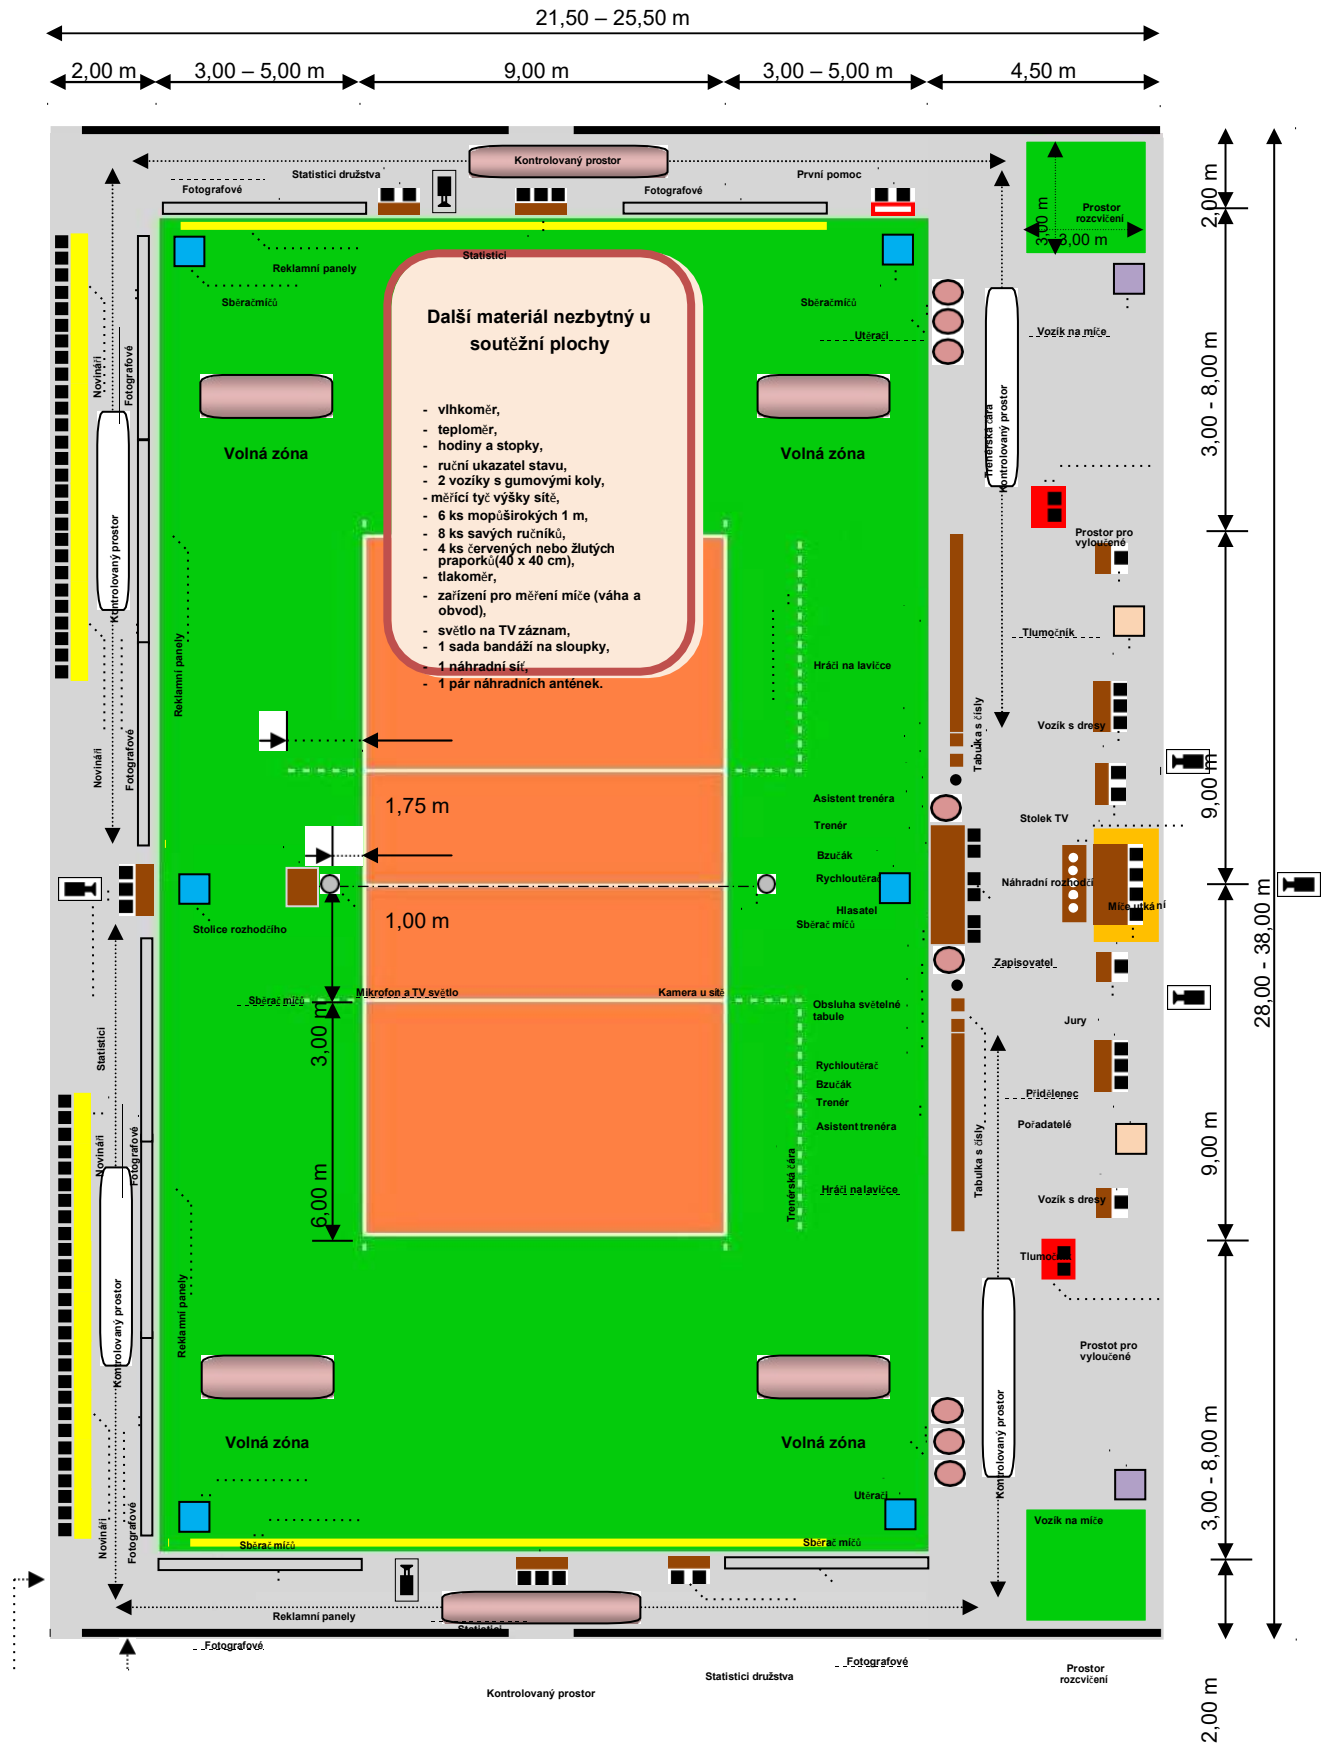 21,50 – 25,50 m
2,00 m
3,00 – 5,00 m
9,00 m
3,00 – 5,00 m
4,50 m
Kontrolovaný prostor
Statistici družstva
První pomoc
Fotografové
Fotografové
Prostor
rozcvičení
3,00 m
3,00 m
2,00 m
Statistici
Reklamní panely
Sběračmíčů
Sběračmíčů
Utěrači
Vozík na míče
Další materiál nezbytný u
soutěžní plochy
- vlhkoměr,
- teploměr,
- hodiny a stopky,
- ruční ukazatel stavu,
- 2 vozíky s gumovými koly,
- měřící tyč výšky sítě,
- 6 ks mopůširokých 1 m,
- 8 ks savých ručníků,
- 4 ks červených nebo žlutých
praporků(40 x 40 cm),
- tlakoměr,
- zařízení pro měření míče (váha a
obvod),
- světlo na TV záznam,
- 1 sada bandáží na sloupky,
- 1 náhradní síť,
- 1 pár náhradních antének.
Novináři
Fotografové
Kontrolovaný prostor
Volná zóna
Volná zóna
Trenérská čára
Kontrolovaný prostor
3,00 - 8,00 m
Prostor pro
vyloučené
Tlumočník
Reklamní panely
Hráči na lavičce
Novináři
Fotografové
Tabulka s čísly
Vozík s dresy
9,00 m
1,75 m
Asistent trenéra
Trenér
Stolek TV
Bzučák
Rychloutěrač
Náhradní rozhodčí
Hlasatel
Míče utkání
1,00 m
Stolice rozhodčího
Sběrač míčů
28,00 - 38,00 m
Zapisovatel
Sběrač míčů
Mikrofon a TV světlo
Kamera u sítě
Obsluha světelné
tabule
Jury
3,00 m
Statistici
Rychloutěrač
Bzučák
Přidělenec
Trenér
Asistent trenéra
Pořadatelé
Novináři
Fotografové
Trenérská čára
Tabulka s čísly
9,00 m
6,00 m
Hráči nalavičce
Vozík s dresy
Tlumočník
Kontrolovaný prostor
Reklamní panely
Prostot pro
vyloučené
Kontrolovaný prostor
3,00 - 8,00 m
Volná zóna
Volná zóna
Utěrači
Novináři
Fotografové
Vozík na míče
Sběrač míčů
Sběrač míčů
Reklamní panely
Statistici
Fotografové
Fotografové
Statistici družstva
Prostor
rozcvičení
Kontrolovaný prostor
2,00 m